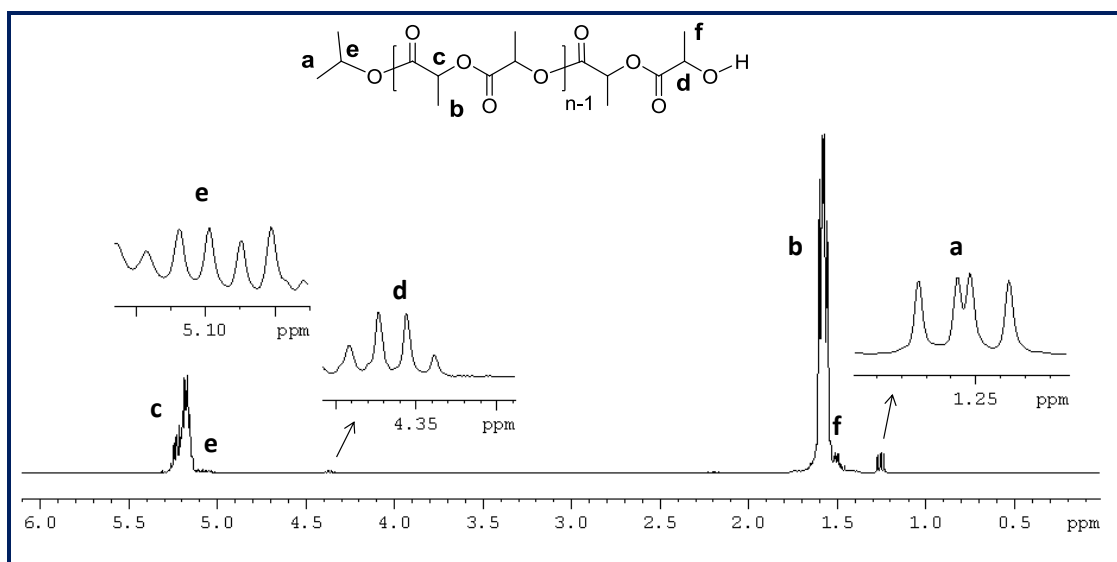 O O f
a e O c O O O H
O b O n-1 O d
e
5.10 ppm
d
4.35 ppm
b
a
1.25 ppm
c
e
f
6.0 5.5 5.0 4.5 4.0 3.5 3.0 2.5 2.0 1.5 1.0 0.5 ppm